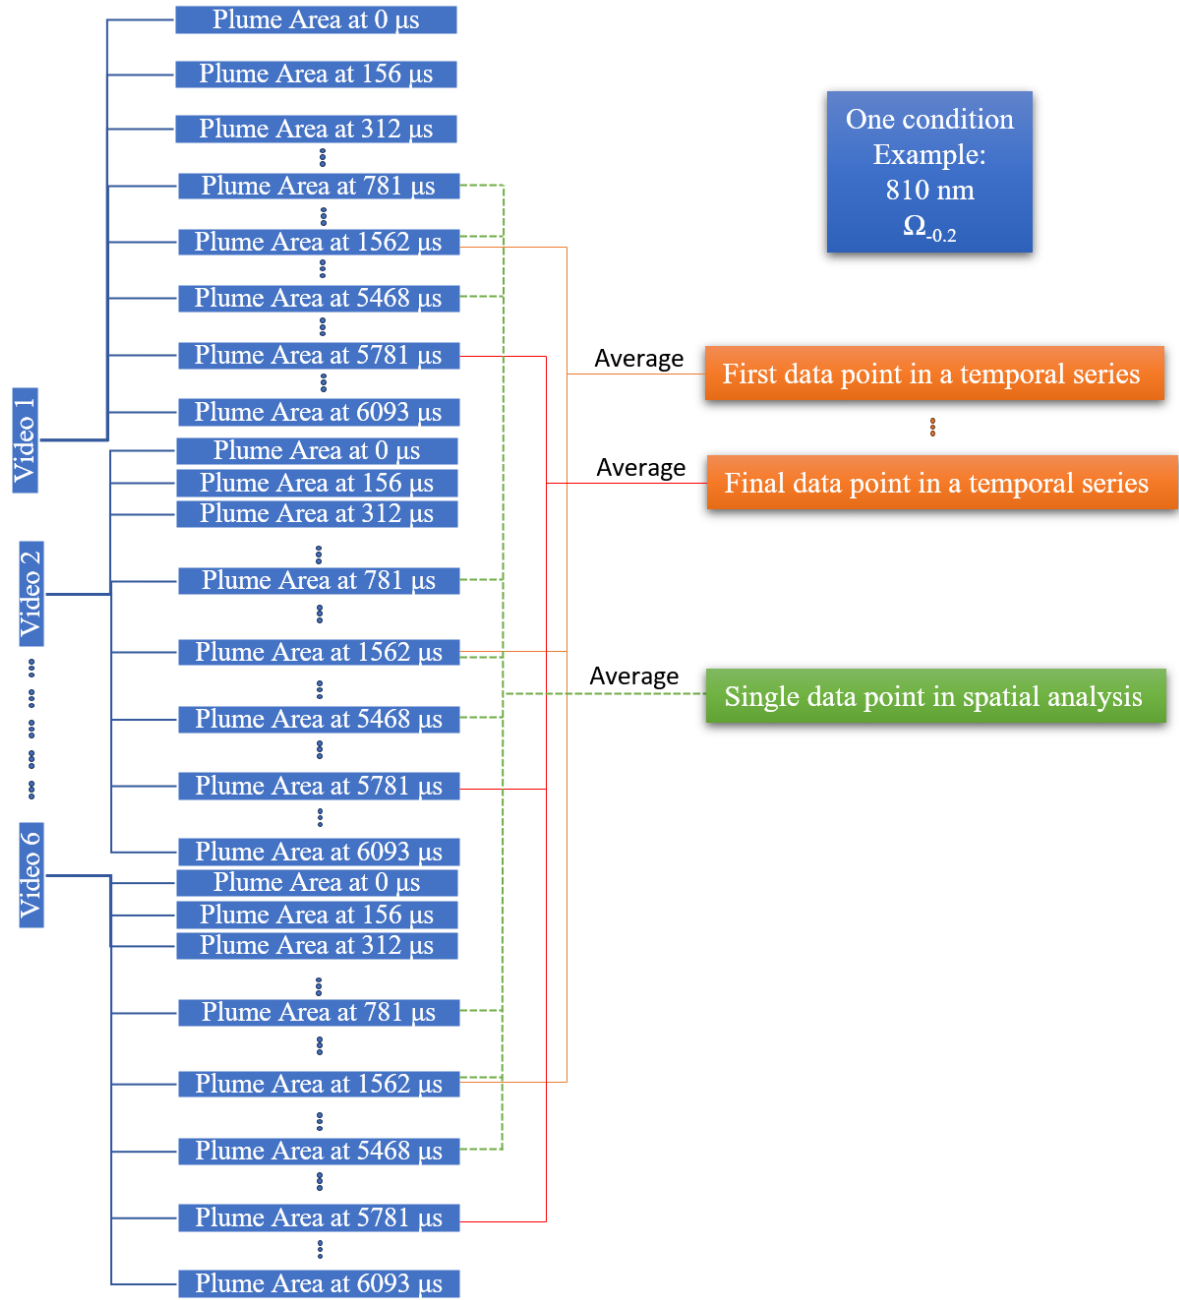 Plume Area at 0 µs
Plume Area at 156 µs
Plume Area at 312 µs
Plume Area at 781 µs
Plume Area at 1562 µs
Plume Area at 5468 µs
Plume Area at 5781 µs
Plume Area at 6093 µs
Video 1
Plume Area at 0 µs
Plume Area at 156 µs
Plume Area at 312 µs
Plume Area at 781 µs
Plume Area at 1562 µs
Plume Area at 5468 µs
Plume Area at 5781 µs
Plume Area at 6093 µs
Video 2
Plume Area at 0 µs
Plume Area at 156 µs
Plume Area at 312 µs
Plume Area at 781 µs
Plume Area at 1562 µs
Plume Area at 5468 µs
Plume Area at 5781 µs
Plume Area at 6093 µs
Video 6
One condition
Example:
810 nm
Ω-0.2
Average
First data point in a temporal series
Average
Final data point in a temporal series
Average
Single data point in spatial analysis